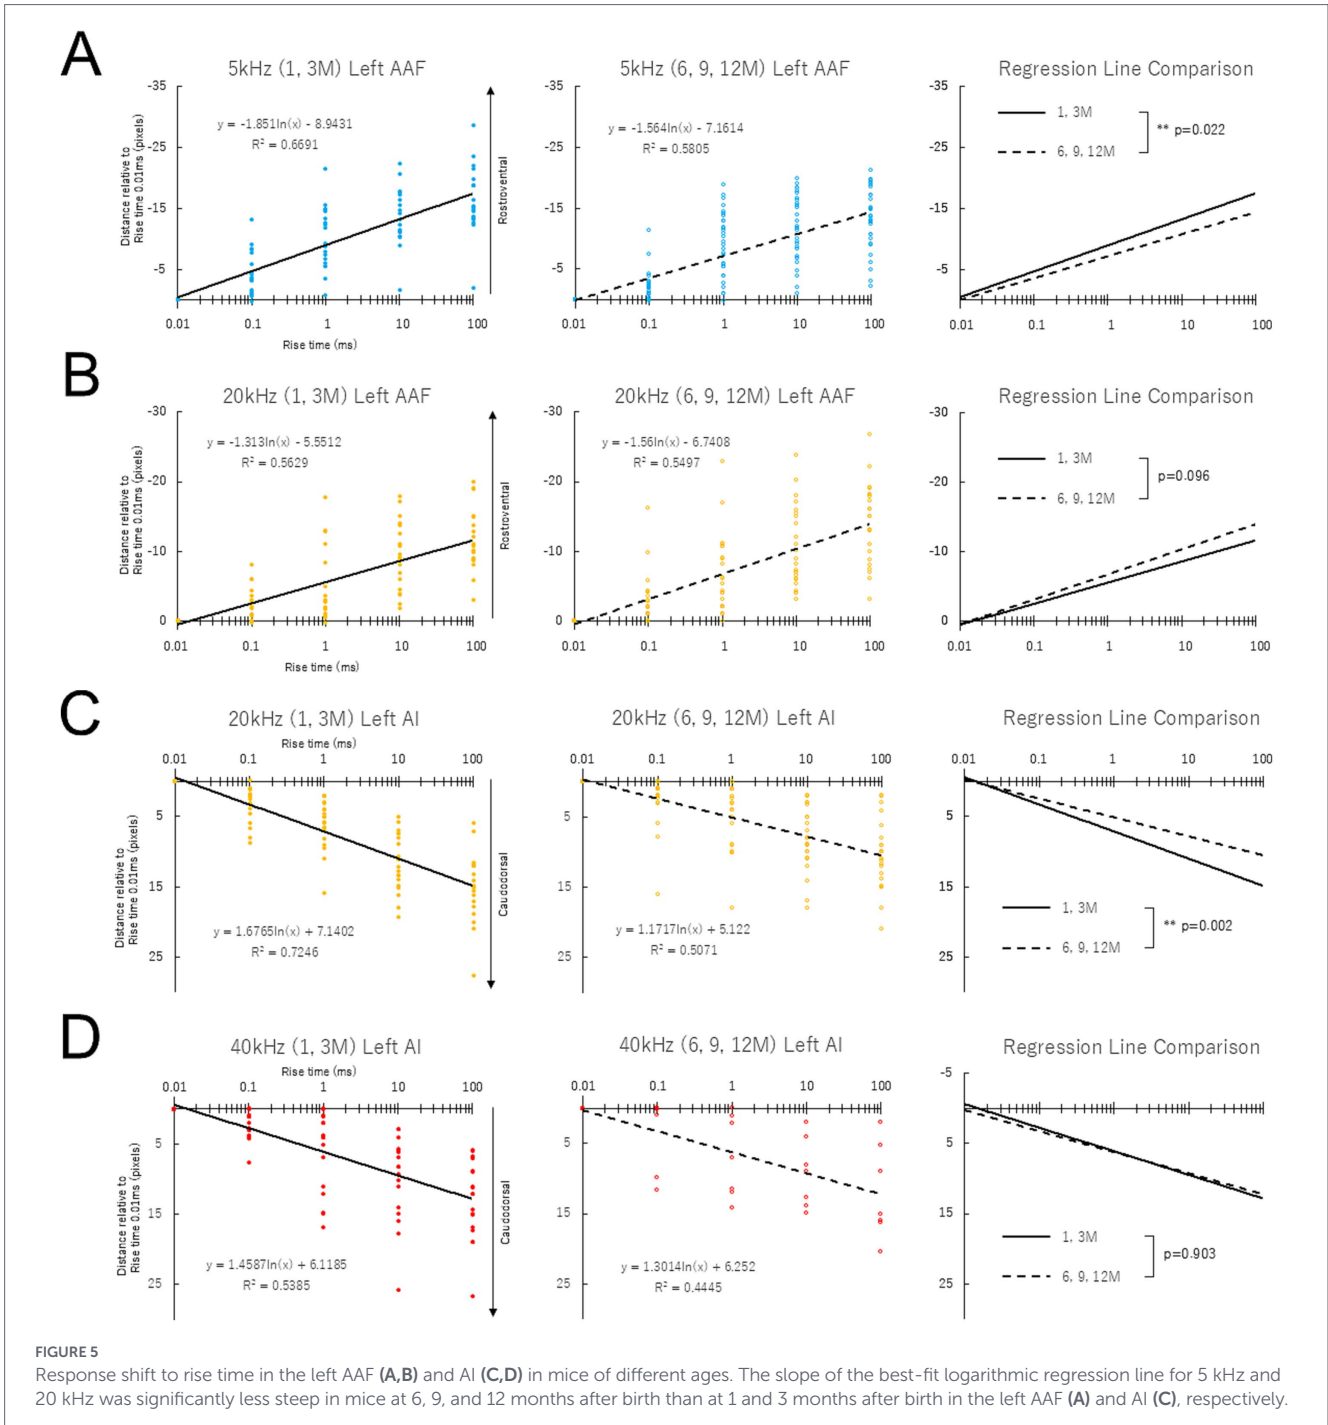 A
5kHz (1, 3M) Left AAF
5kHz (6, 9, 12M) Left AAF
Regression Line Comparison
-35
-25
-15
-5
Distance relative to
Rise time 0.01ms (pixels)
y = -1.851ln(x) - 8.9431
R² = 0.6691
Rostroventral
0.01
0.1
1
10
100
Rise time (ms)
-35
-25
-15
-5
y = -1.564ln(x) - 7.1614
R² = 0.5805
0.01
0.1
1
10
100
-35
-25
-15
-5
1, 3M
6, 9, 12M
** p=0.022
0.01
0.1
1
10
100
B
20kHz (1, 3M) Left AAF
20kHz (6, 9, 12M) Left AAF
Regression Line Comparison
-30
-20
-10
0
Distance relative to
Rise time 0.01ms (pixels)
y = -1.313ln(x) - 5.5512
R² = 0.5629
Rostroventral
0.01
0.1
1
10
100
Rise time (ms)
-30
-20
-10
0
y = -1.56ln(x) - 6.7408
R² = 0.5497
0.01
0.1
1
10
100
-30
-20
-10
0
1, 3M
6, 9, 12M
p=0.096
0.01
0.1
1
10
100
C
20kHz (1, 3M) Left AI
20kHz (6, 9, 12M) Left AI
Regression Line Comparison
Rise time (ms)
0.01
0.1
1
10
100
5
15
25
Distance relative to
Rise time 0.01ms (pixels)
y = 1.6765ln(x) + 7.1402
R² = 0.7246
Caudodorsal
0.01
0.1
1
10
100
5
15
25
y = 1.1717ln(x) + 5.122
R² = 0.5071
0.01
0.1
1
10
100
5
15
25
1, 3M
6, 9, 12M
** p=0.002
D
40kHz (1, 3M) Left AI
40kHz (6, 9, 12M) Left AI
Regression Line Comparison
Rise time (ms)
0.01
0.1
1
10
100
5
15
25
Distance relative to
Rise time 0.01ms (pixels)
y = 1.4587ln(x) + 6.1185
R² = 0.5385
Caudodorsal
0.01
0.1
1
10
100
5
15
25
y = 1.3014ln(x) + 6.252
R² = 0.4445
-5
0.01
0.1
1
10
100
5
15
25
1, 3M
6, 9, 12M
p=0.903
FIGURE 5
Response shift to rise time in the left AAF (A,B) and AI (C,D) in mice of different ages. The slope of the best-fit logarithmic regression line for 5 kHz and
20 kHz was significantly less steep in mice at 6, 9, and 12 months after birth than at 1 and 3 months after birth in the left AAF (A) and AI (C), respectively.